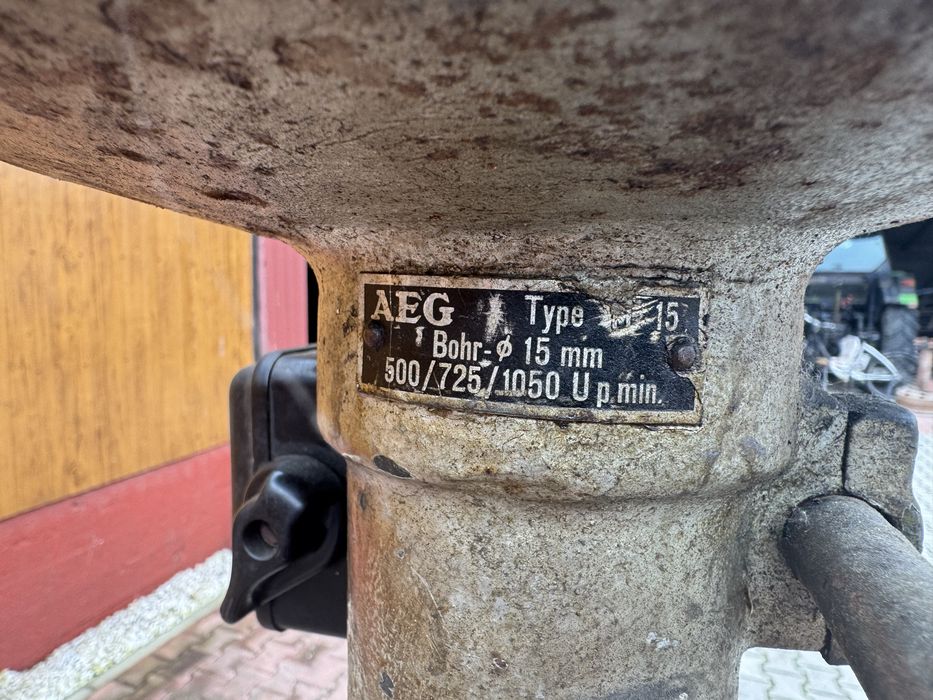 AEG Type 15
Bohr-ϕ 15 mm
500/725/1050 U p. min.